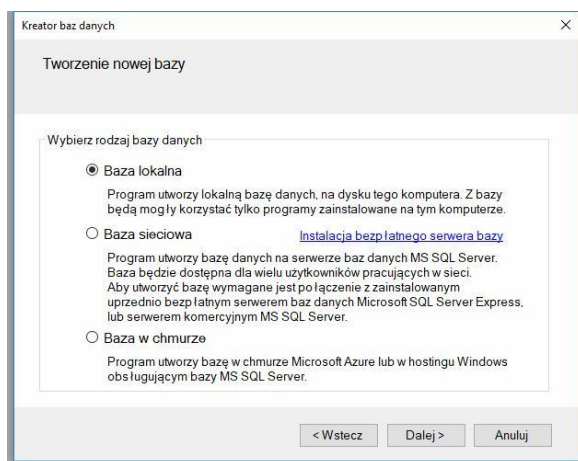 Kreator baz danych
Tworzenie nowej bazy
Wybierz rodzaj bazy danych
Baza lokalna
Program utworzy lokalną bazę danych, na dysku tego komputera. Z bazy
będą mogły korzystać tylko programy zainstalowane na tym komputerze.
Baza sieciowa Instalacja bezpłatnego serwera bazy
Program utworzy bazę danych na serwerze baz danych MS SQL Server.
Baza będzie dostępna dla wielu użytkowników pracujących w sieci.
Aby utworzyć bazę wymagane jest połączenie z zainstalowanym
uprzednio bezpłatnym serwerem baz danych Microsoft SQL Server Express,
lub serwerem komercyjnym MS SQL Server.
Baza w chmurze
Program utworzy bazę w chmurze Microsoft Azure lub w hostingu Windows
obsługującym bazy MS SQL Server.
< Wstecz Dalej > Anuluj